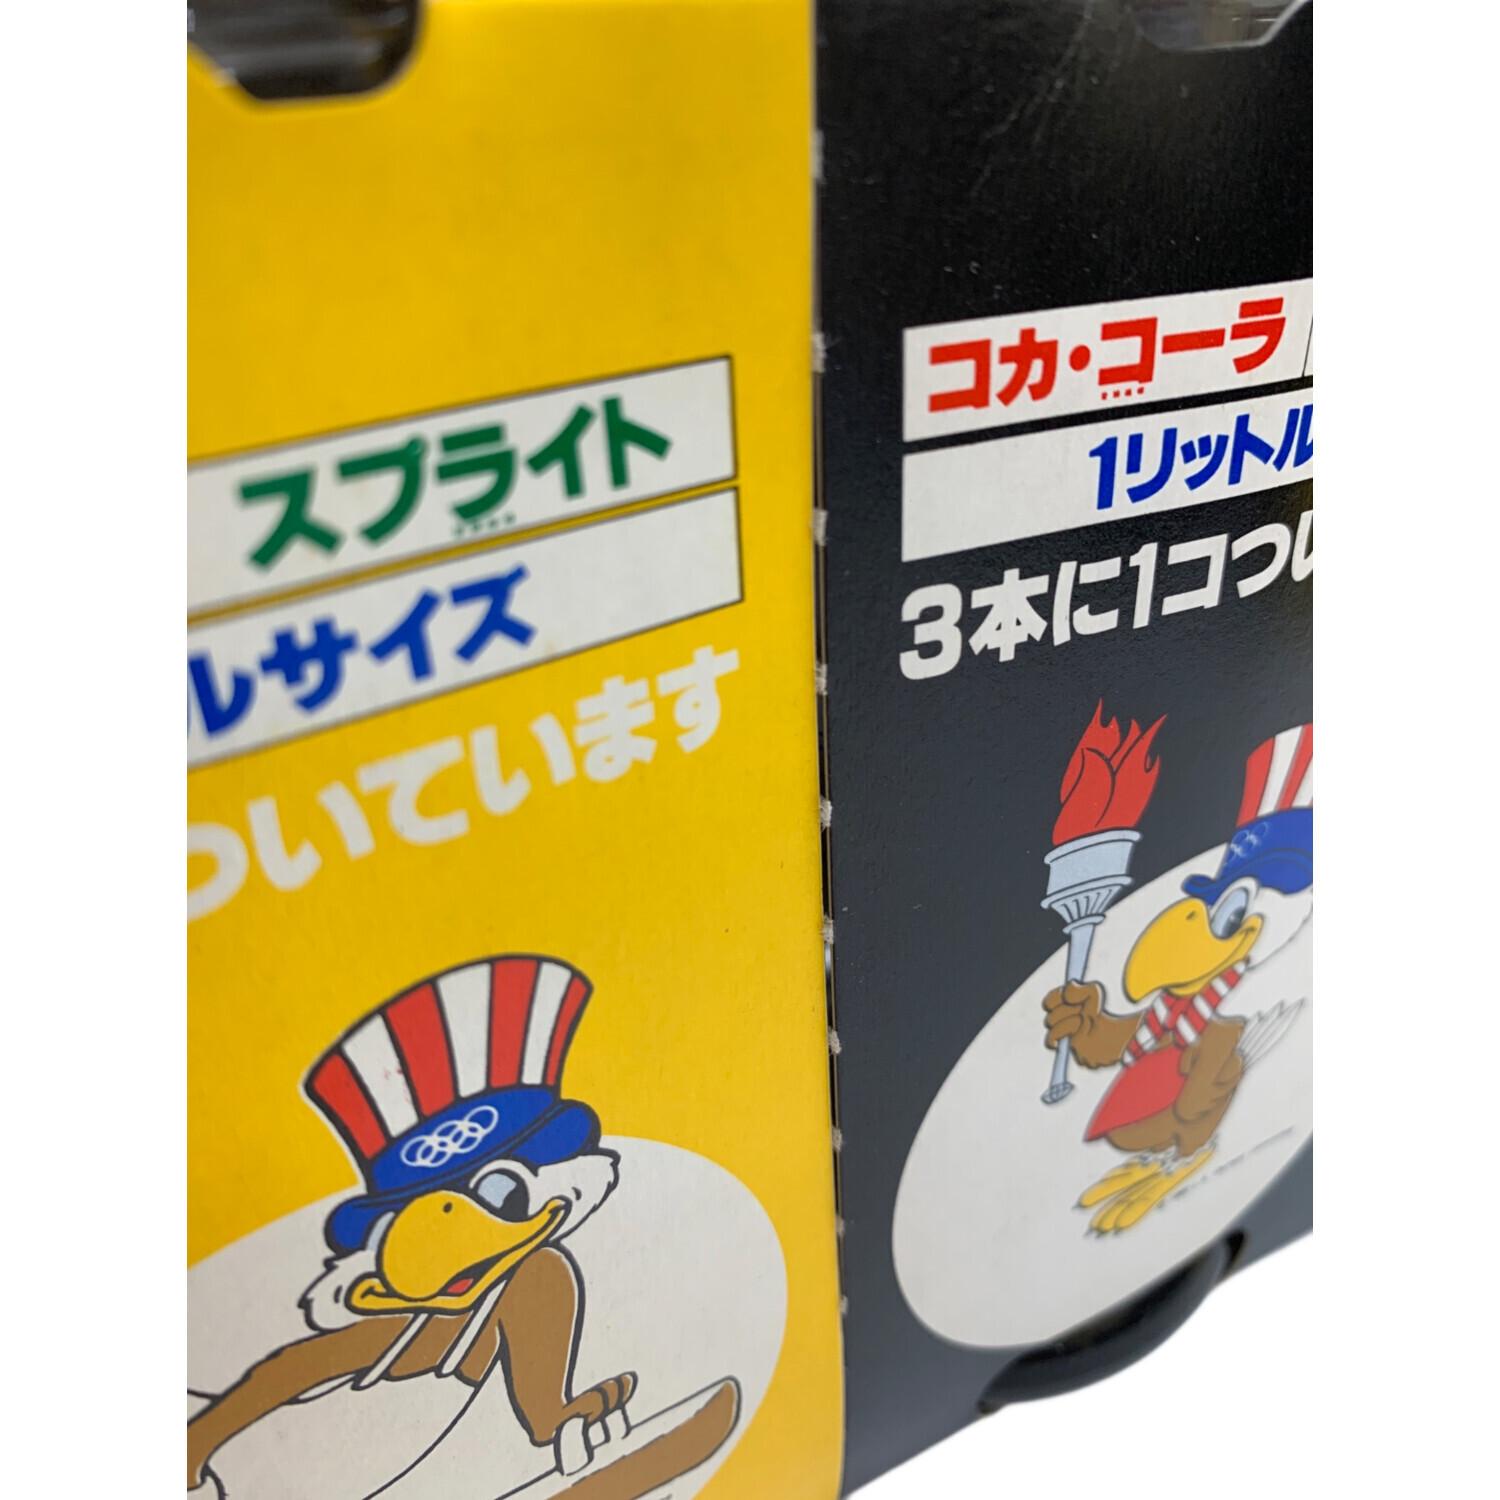 スプライト
ルサイズ
ついています
コカ・コーラ
1リットル
3本に1コつい